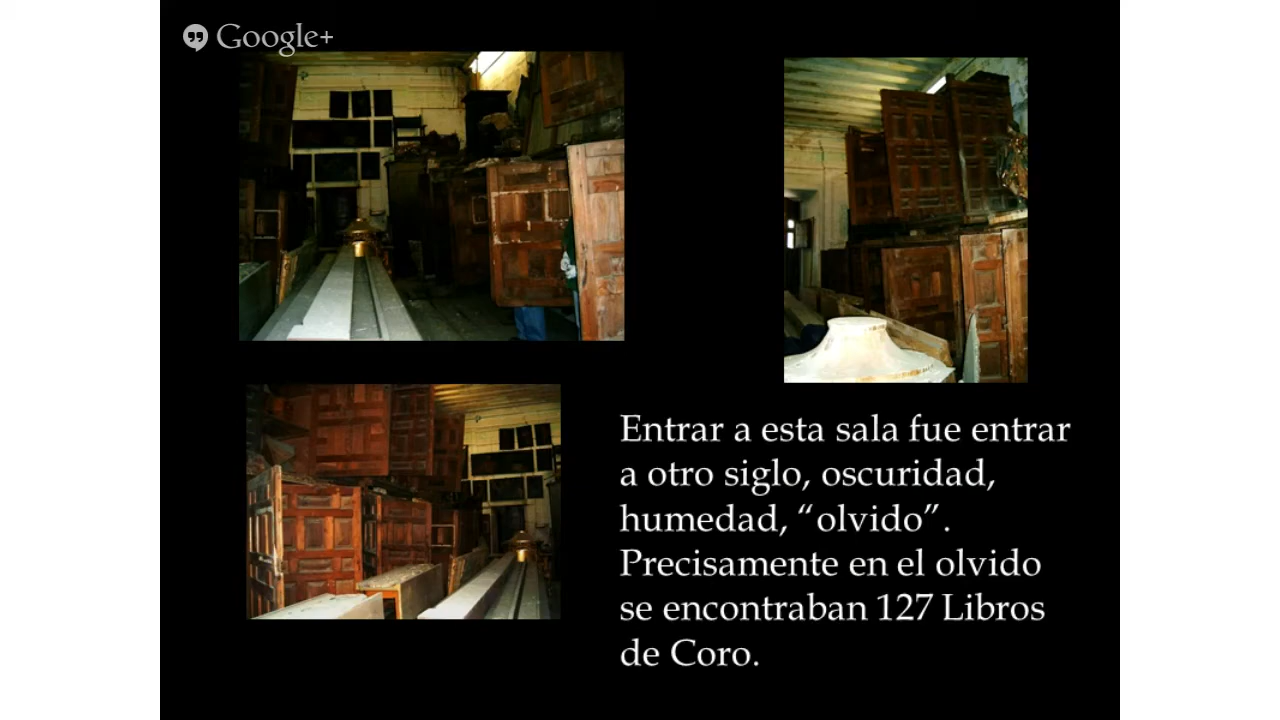 Google+
Entrar a esta sala fue entrar
a otro siglo, oscuridad,
humedad, “olvido”.
Precisamente en el olvido
se encontraban 127 Libros
de Coro.